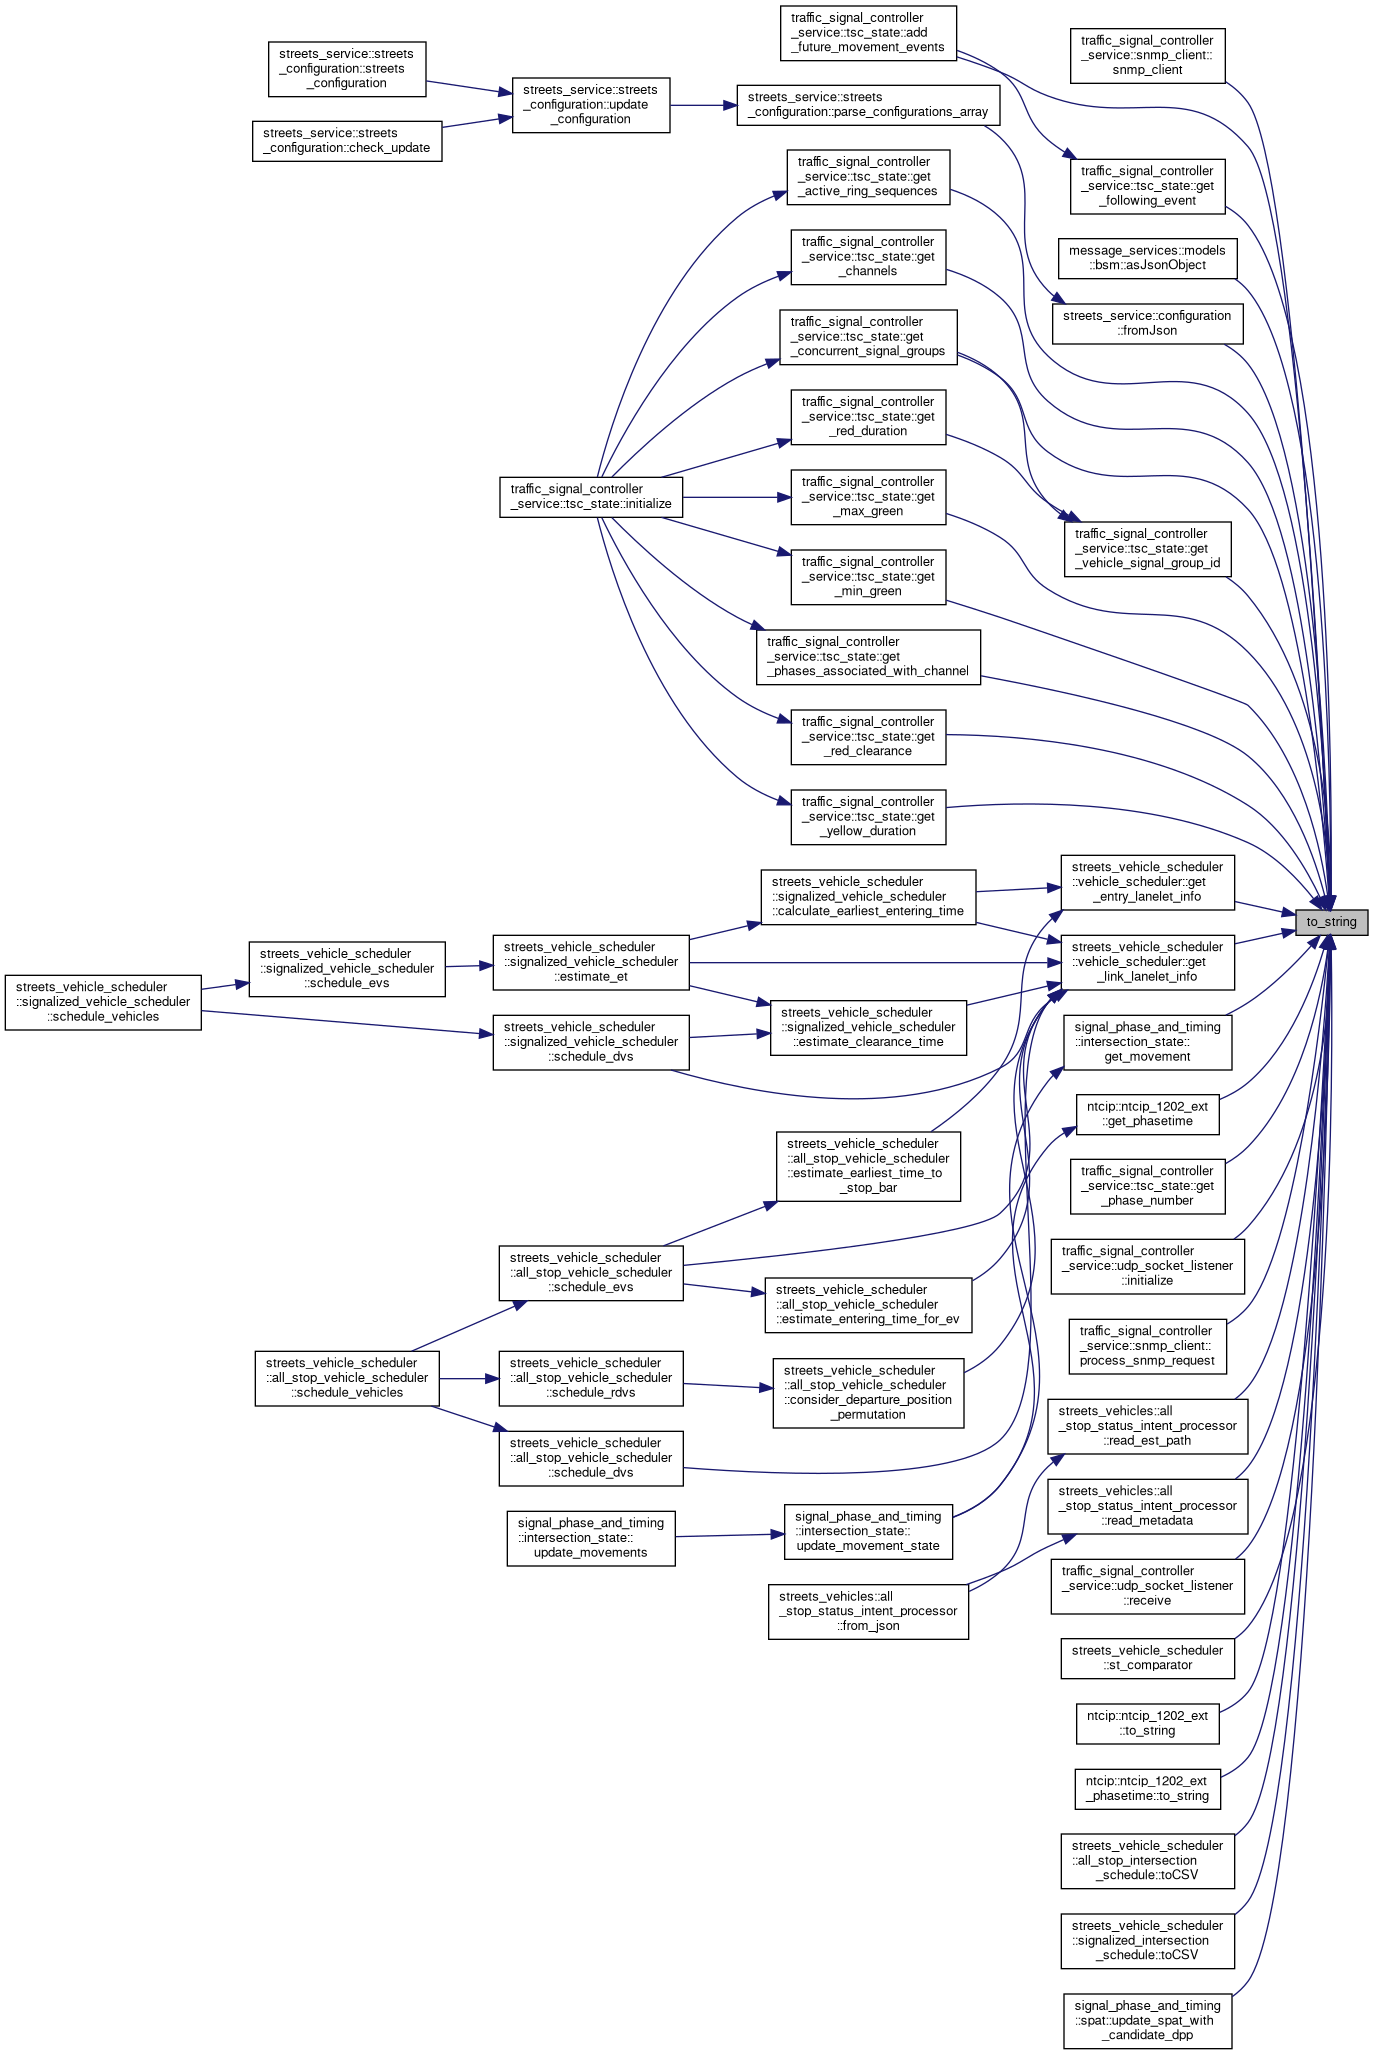 traffic_signal_controller
_service::tsc_state::add
_future_movement_events
traffic_signal_controller
_service::snmp_client::
snmp_client
streets_service::streets
_configuration::streets
_configuration
streets_service::streets
_configuration::update
_configuration
streets_service::streets
_configuration::parse_configurations_array
streets_service::streets
_configuration::check_update
traffic_signal_controller
_service::tsc_state::get
_active_ring_sequences
traffic_signal_controller
_service::tsc_state::get
_following_event
traffic_signal_controller
_service::tsc_state::get
_channels
message_services::models
::bsm::asJsonObject
streets_service::configuration
::fromJson
traffic_signal_controller
_service::tsc_state::get
_concurrent_signal_groups
traffic_signal_controller
_service::tsc_state::get
_red_duration
traffic_signal_controller
_service::tsc_state::initialize
traffic_signal_controller
_service::tsc_state::get
_max_green
traffic_signal_controller
_service::tsc_state::get
_vehicle_signal_group_id
traffic_signal_controller
_service::tsc_state::get
_min_green
traffic_signal_controller
_service::tsc_state::get
_phases_associated_with_channel
traffic_signal_controller
_service::tsc_state::get
_red_clearance
traffic_signal_controller
_service::tsc_state::get
_yellow_duration
streets_vehicle_scheduler
::vehicle_scheduler::get
_entry_lanelet_info
streets_vehicle_scheduler
::signalized_vehicle_scheduler
::calculate_earliest_entering_time
to_string
streets_vehicle_scheduler
::vehicle_scheduler::get
_link_lanelet_info
streets_vehicle_scheduler
::signalized_vehicle_scheduler
::estimate_et
streets_vehicle_scheduler
::signalized_vehicle_scheduler
::schedule_evs
streets_vehicle_scheduler
::signalized_vehicle_scheduler
::schedule_vehicles
streets_vehicle_scheduler
::signalized_vehicle_scheduler
::estimate_clearance_time
streets_vehicle_scheduler
::signalized_vehicle_scheduler
::schedule_dvs
signal_phase_and_timing
::intersection_state::
get_movement
ntcip::ntcip_1202_ext
::get_phasetime
streets_vehicle_scheduler
::all_stop_vehicle_scheduler
::estimate_earliest_time_to
_stop_bar
traffic_signal_controller
_service::tsc_state::get
_phase_number
streets_vehicle_scheduler
::all_stop_vehicle_scheduler
::schedule_evs
traffic_signal_controller
_service::udp_socket_listener
::initialize
streets_vehicle_scheduler
::all_stop_vehicle_scheduler
::estimate_entering_time_for_ev
traffic_signal_controller
_service::snmp_client::
process_snmp_request
streets_vehicle_scheduler
::all_stop_vehicle_scheduler
::schedule_vehicles
streets_vehicle_scheduler
::all_stop_vehicle_scheduler
::schedule_rdvs
streets_vehicle_scheduler
::all_stop_vehicle_scheduler
::consider_departure_position
_permutation
streets_vehicles::all
_stop_status_intent_processor
::read_est_path
streets_vehicle_scheduler
::all_stop_vehicle_scheduler
::schedule_dvs
streets_vehicles::all
_stop_status_intent_processor
::read_metadata
signal_phase_and_timing
::intersection_state::
update_movements
signal_phase_and_timing
::intersection_state::
update_movement_state
traffic_signal_controller
_service::udp_socket_listener
::receive
streets_vehicles::all
_stop_status_intent_processor
::from_json
streets_vehicle_scheduler
::st_comparator
ntcip::ntcip_1202_ext
::to_string
ntcip::ntcip_1202_ext
_phasetime::to_string
streets_vehicle_scheduler
::all_stop_intersection
_schedule::toCSV
streets_vehicle_scheduler
::signalized_intersection
_schedule::toCSV
signal_phase_and_timing
::spat::update_spat_with
_candidate_dpp